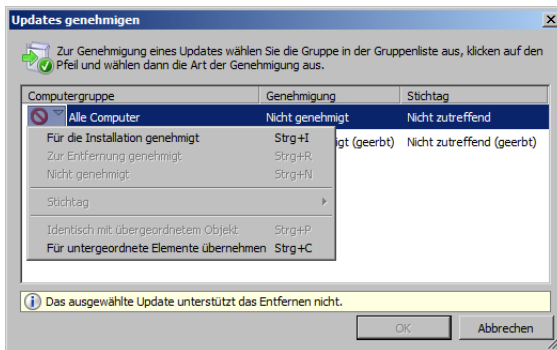 Updates genehmigen
Zur Genehmigung eines Updates wählen Sie die Gruppe in der Gruppenliste aus, klicken auf den
Pfeil und wählen dann die Art der Genehmigung aus.
Computergruppe Genehmigung Stichtag
Alle Computer Nicht genehmigt Nicht zutreffend
Für die Installation genehmigt Strg+I
igt (geerbt) Nicht zutreffend (geerbt)
Zur Entfernung genehmigt Strg+R
Nicht genehmigt Strg+N
Stichtag
Identisch mit übergeordnetem Objekt Strg+P
Für untergeordnete Elemente übernehmen Strg+C
Das ausgewählte Update unterstützt das Entfernen nicht.
OK Abbrechen